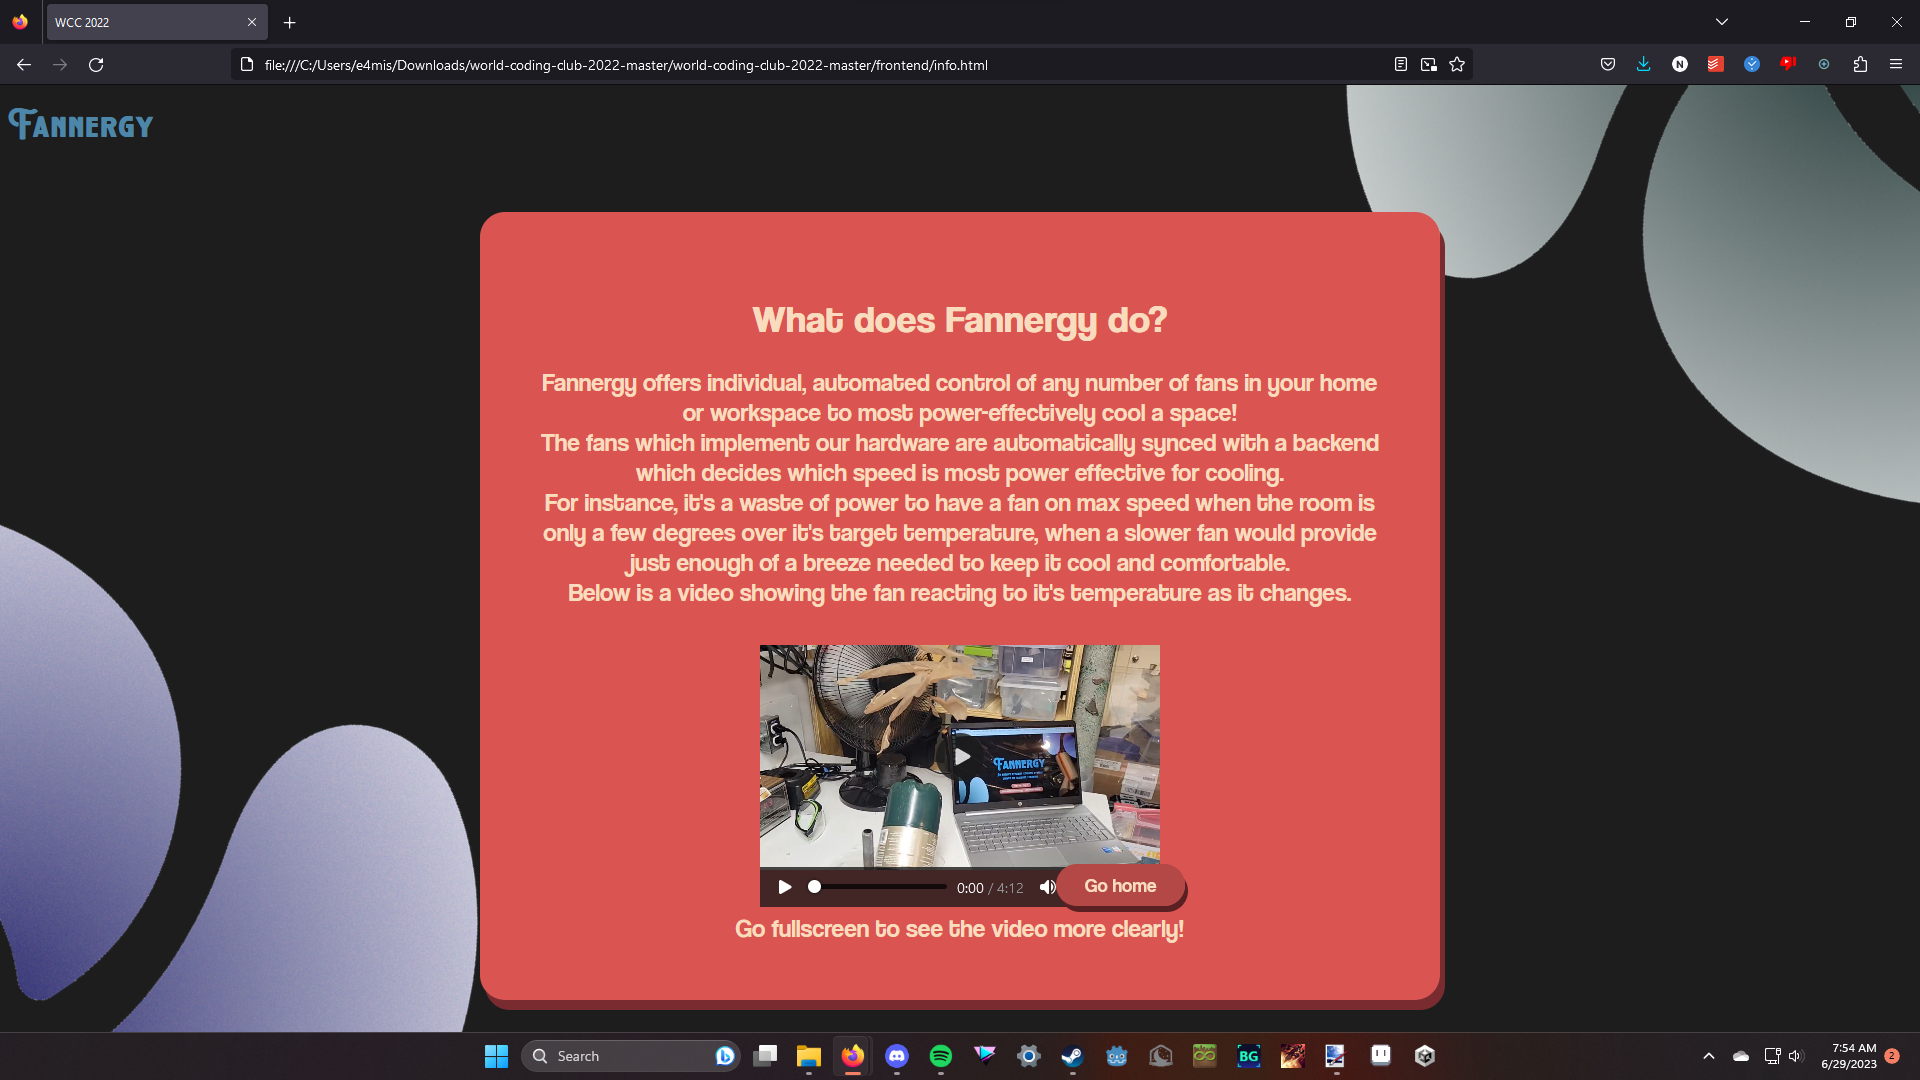 WCC 2022
file:///C:/Users/e4mis/Downloads/world-coding-club-2022-master/world-coding-club-2022-master/frontend/info.html
Fannergy
What does Fannergy do?
Fannergy offers individual, automated control of any number of fans in your home
or workspace to most power-effectively cool a space!
The fans which implement our hardware are automatically synced with a backend
which decides which speed is most power effective for cooling.
For instance, it's a waste of power to have a fan on max speed when the room is
only a few degrees over it's target temperature, when a slower fan would provide
just enough of a breeze needed to keep it cool and comfortable.
Below is a video showing the fan reacting to it's temperature as it changes.
Fannergy
0:00 / 4:12
Go home
Go fullscreen to see the video more clearly!
Search
BG
7:54 AM
6/29/2023
2